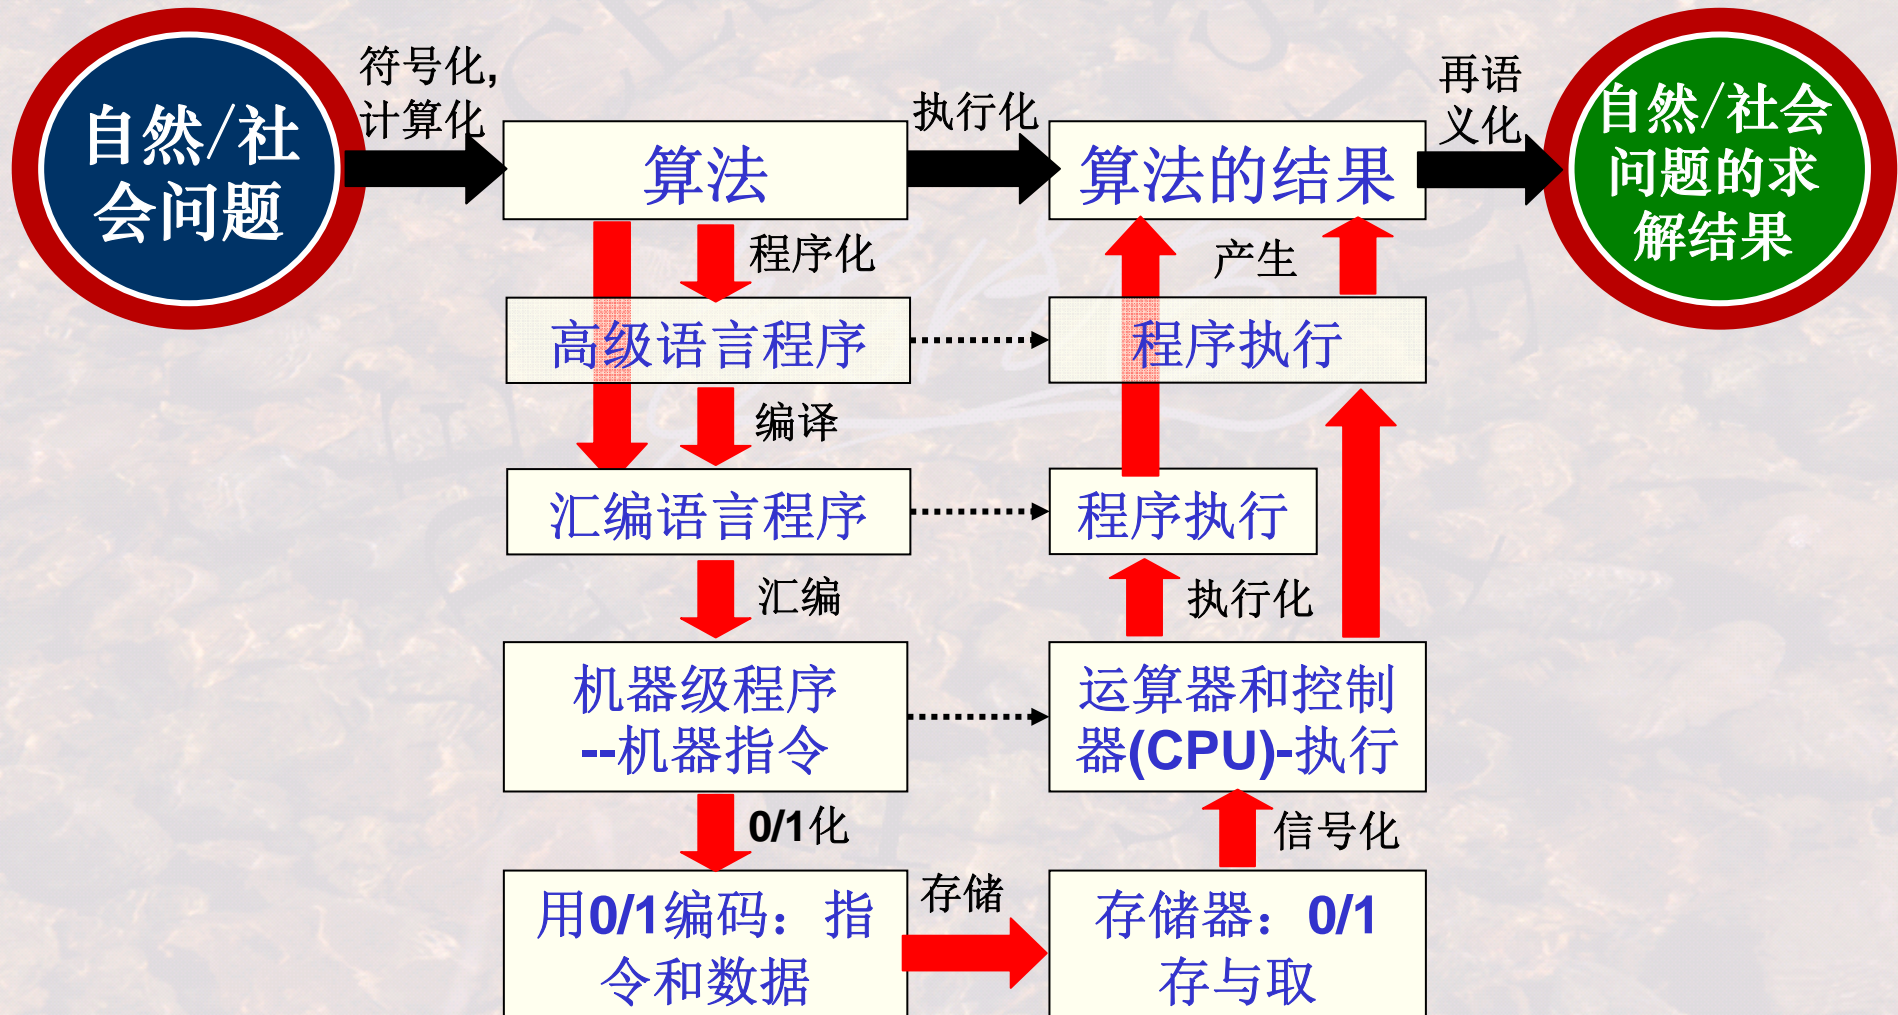 自然/社
会问题
符号化,
计算化
算法
执行化
算法的结果
再语
义化
自然/社会
问题的求
解结果
程序化
产生
高级语言程序
程序执行
编译
汇编语言程序
程序执行
汇编
执行化
机器级程序
--机器指令
运算器和控制
器(CPU)-执行
0/1化
信号化
用0/1编码：指
令和数据
存储
存储器：0/1
存与取